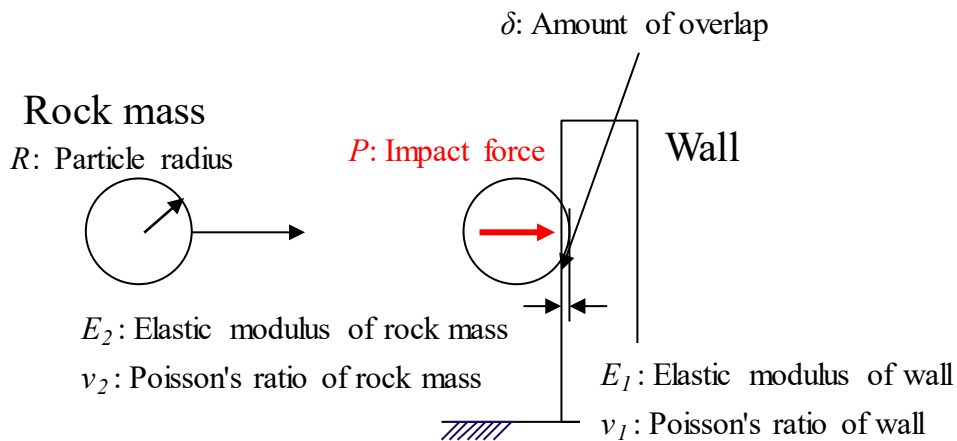 δ: Amount of overlap
Rock mass
R: Particle radius
P: Impact force
Wall
E2: Elastic modulus of rock mass
ν2: Poisson's ratio of rock mass
E1: Elastic modulus of wall
ν1: Poisson's ratio of wall